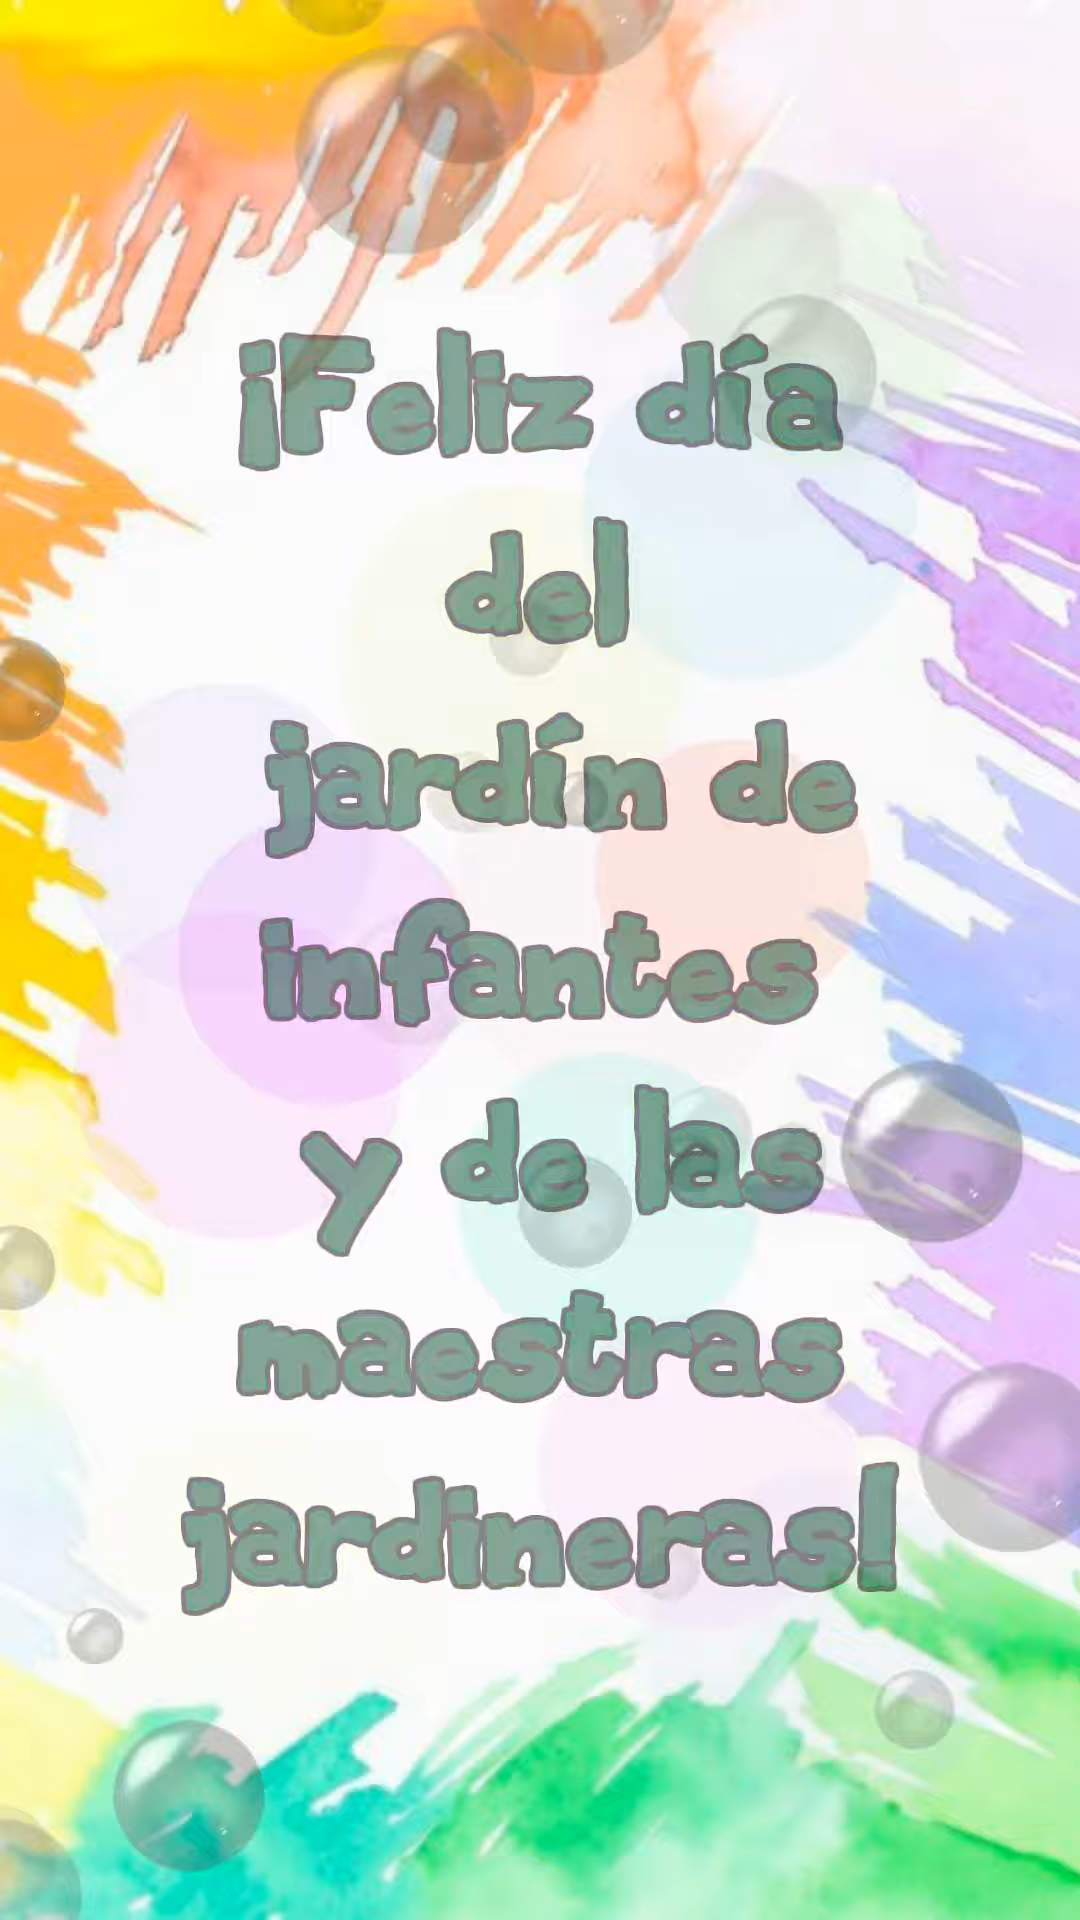 ¡Feliz día
del
jardín de
infantes
y de las
maestras
jardineras!